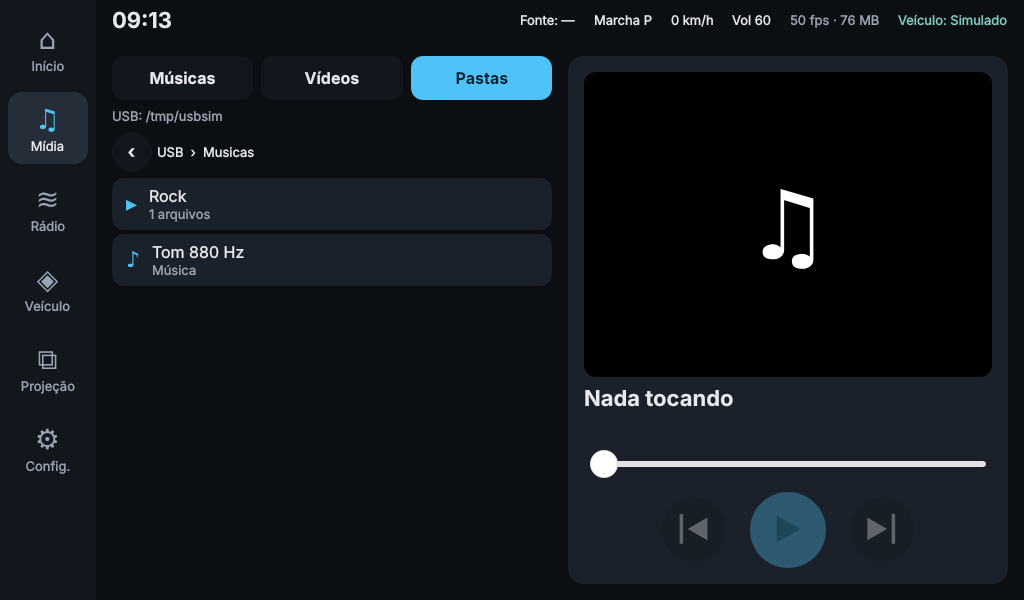 09:13
Fonte: — Marcha P 0 km/h Vol 60 50 fps · 76 MB Veículo: Simulado
Início
Mídia
Rádio
Veículo
Projeção
Config.
Músicas Vídeos Pastas
USB: /tmp/usbsim
‹ USB › Musicas
Rock
1 arquivos
Tom 880 Hz
Música
Nada tocando